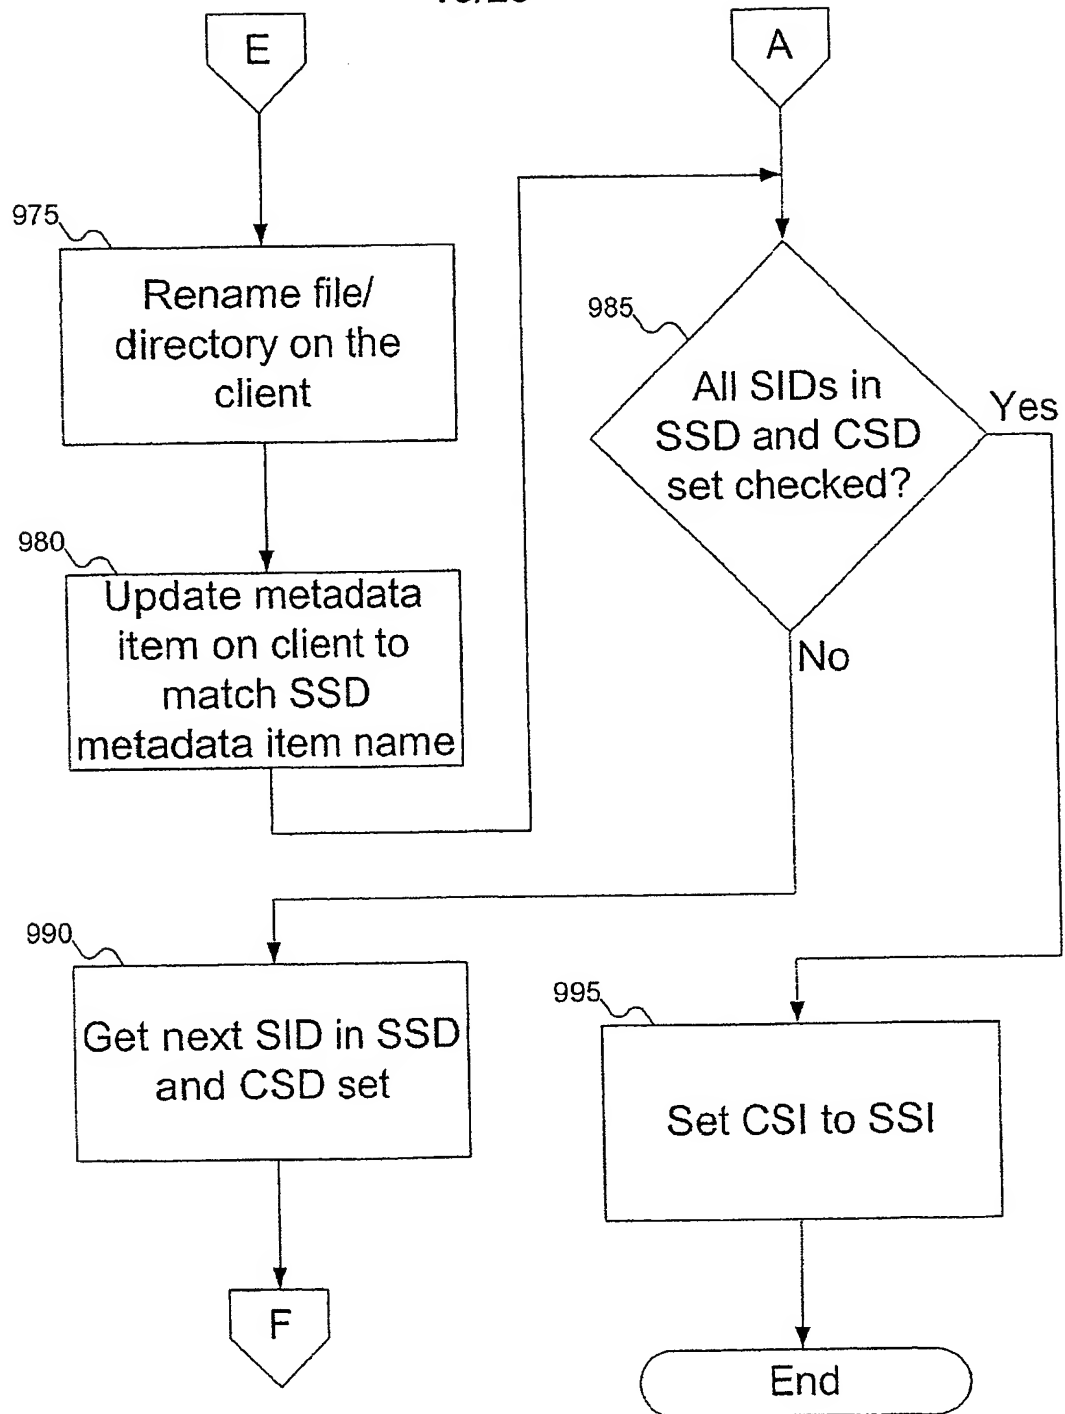 E
A
975
Rename file/
directory on the
client
985
All SIDs in
SSD and CSD
set checked?
Yes
980
Update metadata
item on client to
match SSD
metadata item name
No
990
Get next SID in SSD
and CSD set
995
Set CSI to SSI
F
End